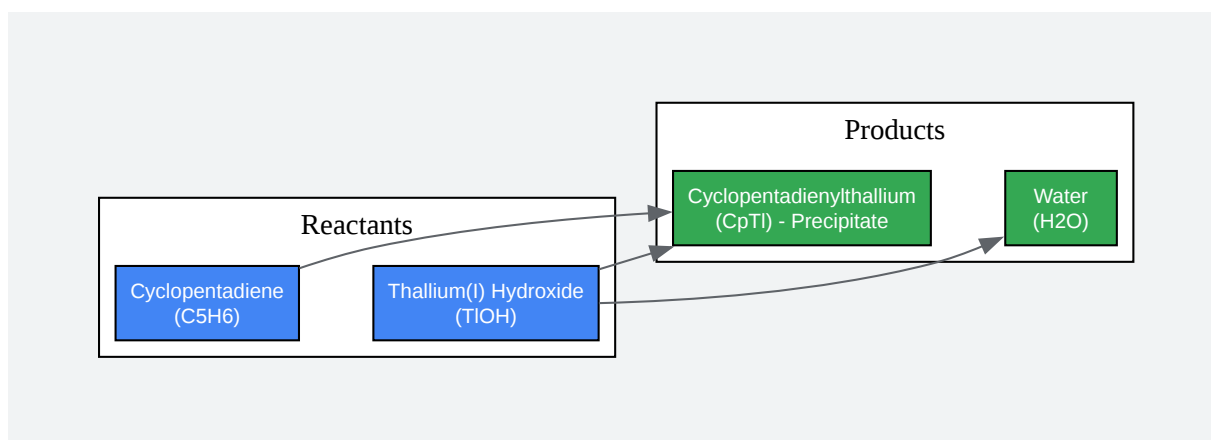 Products
Cyclopentadienylthallium
(CpTl) - Precipitate
Water
(H2O)
Reactants
Cyclopentadiene
(C5H6)
Thallium(I) Hydroxide
(TlOH)